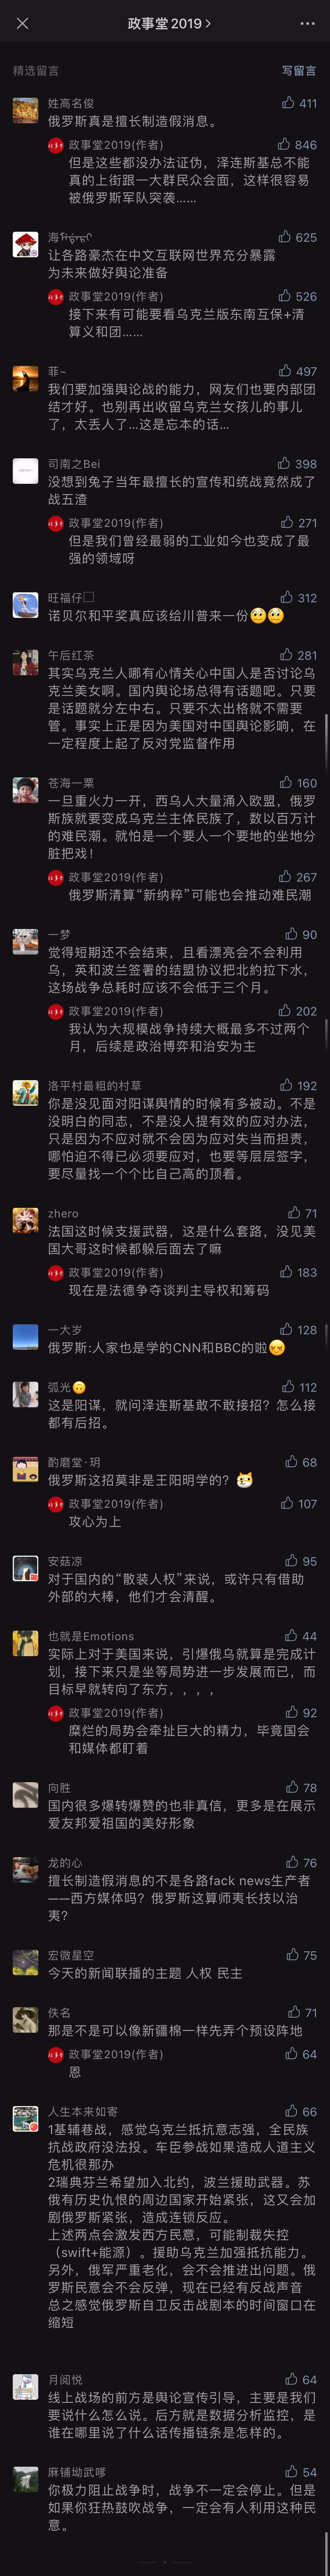 政事堂2019
精选留言
写留言
姓高名俊
411
俄罗斯真是擅长制造假消息。
政事堂2019(作者)
846
但是这些都没办法证伪，泽连斯基总不能
真的上街跟一大群民众会面，这样很容易
被俄罗斯军队突袭……
海
625
让各路豪杰在中文互联网世界充分暴露
为未来做好舆论准备
政事堂2019(作者)
526
接下来有可能要看乌克兰版东南互保+清
算义和团……
菲~
497
我们要加强舆论战的能力，网友们也要内部团
结才好。也别再出收留乌克兰女孩儿的事儿
了，太丢人了…这是忘本的话…
司南之Bei
398
没想到兔子当年最擅长的宣传和统战竟然成了
战五渣
政事堂2019(作者)
271
但是我们曾经最弱的工业如今也变成了最
强的领域呀
旺福仔
312
诺贝尔和平奖真应该给川普来一份🥺🥺
午后红茶
281
其实乌克兰人哪有心情关心中国人是否讨论乌
克兰美女啊。国内舆论场总得有话题吧。只要
是话题就分左中右。只要不太出格就不需要
管。事实上正是因为美国对中国舆论影响，在
一定程度上起了反对党监督作用
苍海一粟
160
一旦重火力一开，西乌人大量涌入欧盟，俄罗
斯族就要变成乌克兰主体民族了，数以百万计
的难民潮。就怕是一个要人一个要地的坐地分
脏把戏！
政事堂2019(作者)
267
俄罗斯清算“新纳粹”可能也会推动难民潮
一梦
90
觉得短期还不会结束，且看漂亮会不会利用
乌，英和波兰签署的结盟协议把北约拉下水，
这场战争总耗时应该不会低于三个月。
政事堂2019(作者)
202
我认为大规模战争持续大概最多不过两个
月，后续是政治博弈和治安为主
洛平村最粗的村草
192
你是没见面对阳谋舆情的时候有多被动。不是
没明白的同志，不是没人提有效的应对办法，
只是因为不应对就不会因为应对失当而担责，
哪怕迫不得已必须要应对，也要等层层签字，
要尽量找一个个比自己高的顶着。
zhero
71
法国这时候支援武器，这是什么套路，没见美
国大哥这时候都躲后面去了嘛
政事堂2019(作者)
183
现在是法德争夺谈判主导权和筹码
一大岁
128
俄罗斯:人家也是学的CNN和BBC的啦😌
弧光🙃
112
这是阳谋，就问泽连斯基敢不敢接招？怎么接
都有后招。
酌磨堂·玥
68
俄罗斯这招莫非是王阳明学的？
政事堂2019(作者)
107
攻心为上
安菇凉
95
对于国内的“散装人权”来说，或许只有借助
外部的大棒，他们才会清醒。
也就是Emotions
44
实际上对于美国来说，引爆俄乌就算是完成计
划，接下来只是坐等局势进一步发展而已，而
目标早就转向了东方，，，，
政事堂2019(作者)
92
糜烂的局势会牵扯巨大的精力，毕竟国会
和媒体都盯着
向胜
78
国内很多爆转爆赞的也非真信，更多是在展示
爱友邦爱祖国的美好形象
龙的心
76
擅长制造假消息的不是各路fack news生产者
——西方媒体吗？俄罗斯这算师夷长技以治
夷？
宏微星空
75
今天的新闻联播的主题 人权 民主
佚名
71
那是不是可以像新疆棉一样先弄个预设阵地
政事堂2019(作者)
64
恩
人生本来如寄
66
1基辅巷战，感觉乌克兰抵抗意志强，全民族
抗战政府没法投。车臣参战如果造成人道主义
危机很那办
2瑞典芬兰希望加入北约，波兰援助武器。苏
俄有历史仇恨的周边国家开始紧张，这又会加
剧俄罗斯紧张，造成连锁反应。
上述两点会激发西方民意，可能制裁失控
（swift+能源）。援助乌克兰加强抵抗能力。
另外，俄军严重老化，会不会推进出问题。俄
罗斯民意会不会反弹，现在已经有反战声音
总之感觉俄罗斯自卫反击战剧本的时间窗口在
缩短
月阅悦
64
线上战场的前方是舆论宣传引导，主要是我们
要说什么怎么说。后方就是数据分析监控，是
谁在哪里说了什么话传播链条是怎样的。
麻铺坳武嗲
54
你极力阻止战争时，战争不一定会停止。但是
如果你狂热鼓吹战争，一定会有人利用这种民
意。